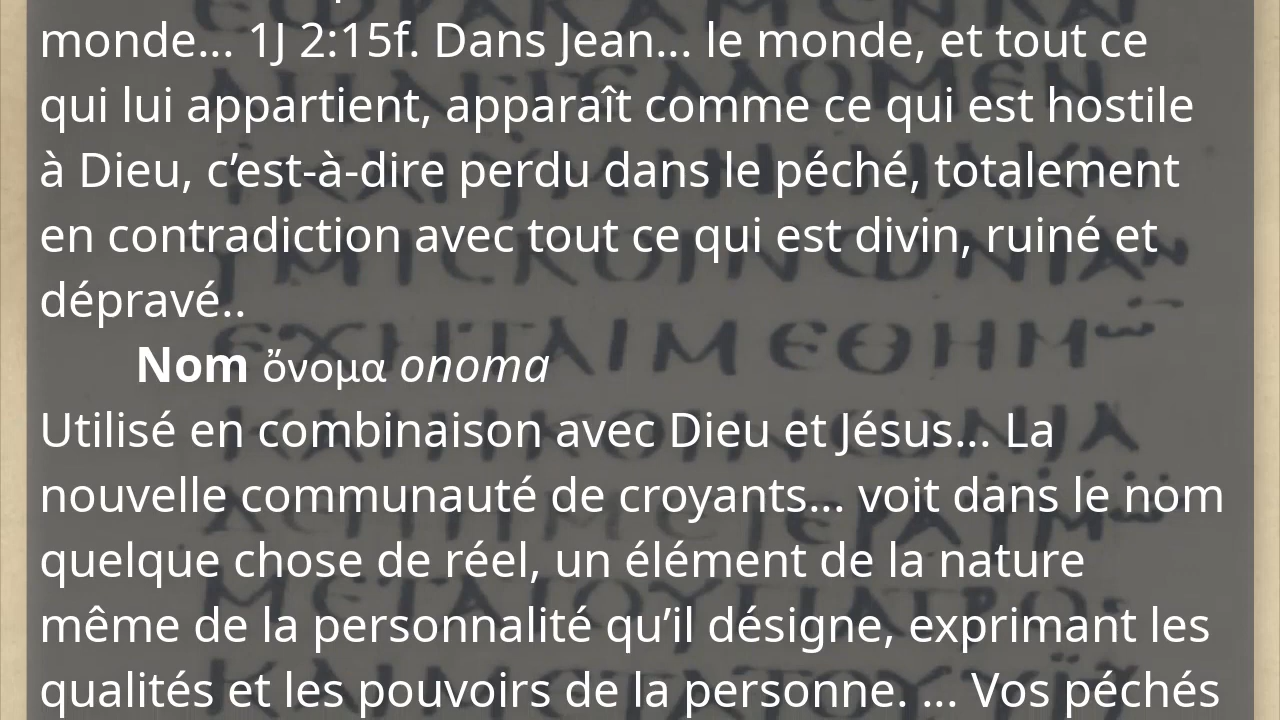 monde... 1J 2:15f. Dans Jean... le monde, et tout ce
qui lui appartient, apparaît comme ce qui est hostile
à Dieu, c’est-à-dire perdu dans le péché, totalement
en contradiction avec tout ce qui est divin, ruiné et
dépravé..
Nom ὄνομα onoma
Utilisé en combinaison avec Dieu et Jésus... La
nouvelle communauté de croyants... voit dans le nom
quelque chose de réel, un élément de la nature
même de la personnalité qu’il désigne, exprimant les
qualités et les pouvoirs de la personne. ... Vos péchés